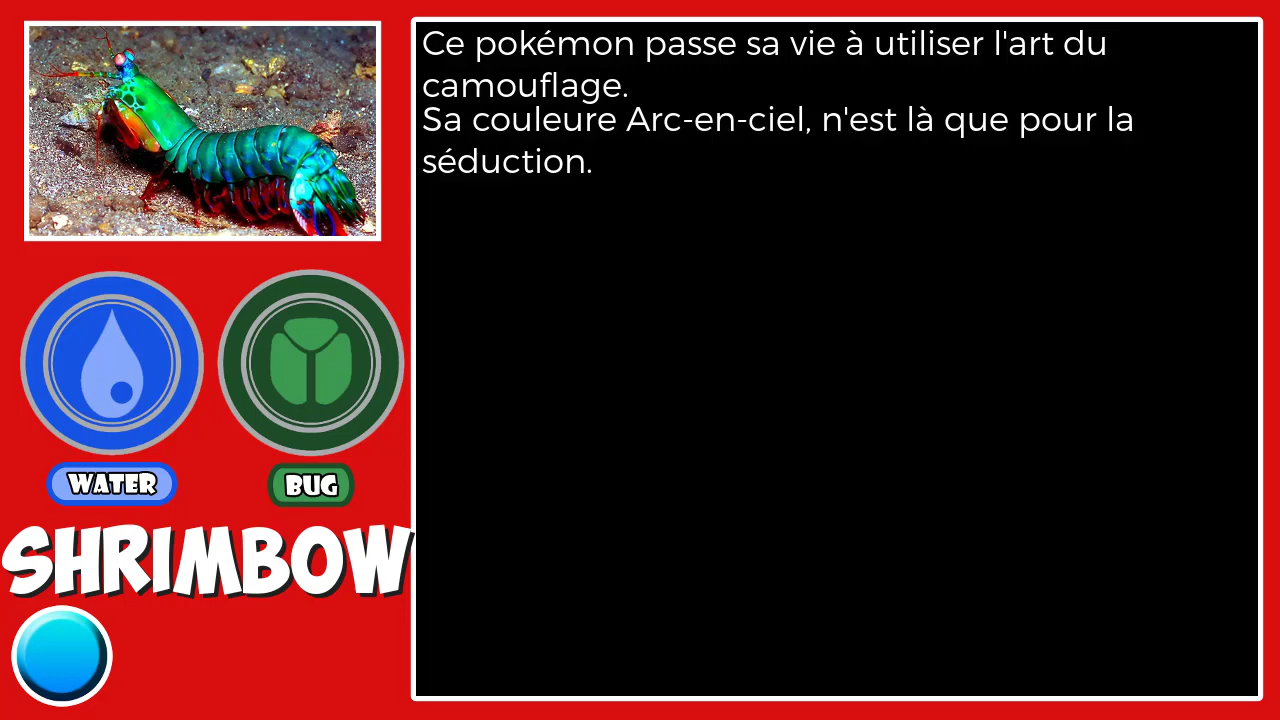 Ce pokémon passe sa vie à utiliser l'art du
camouflage.
Sa couleure Arc-en-ciel, n'est là que pour la
séduction.
WATER
BUG
SHRIMBOW